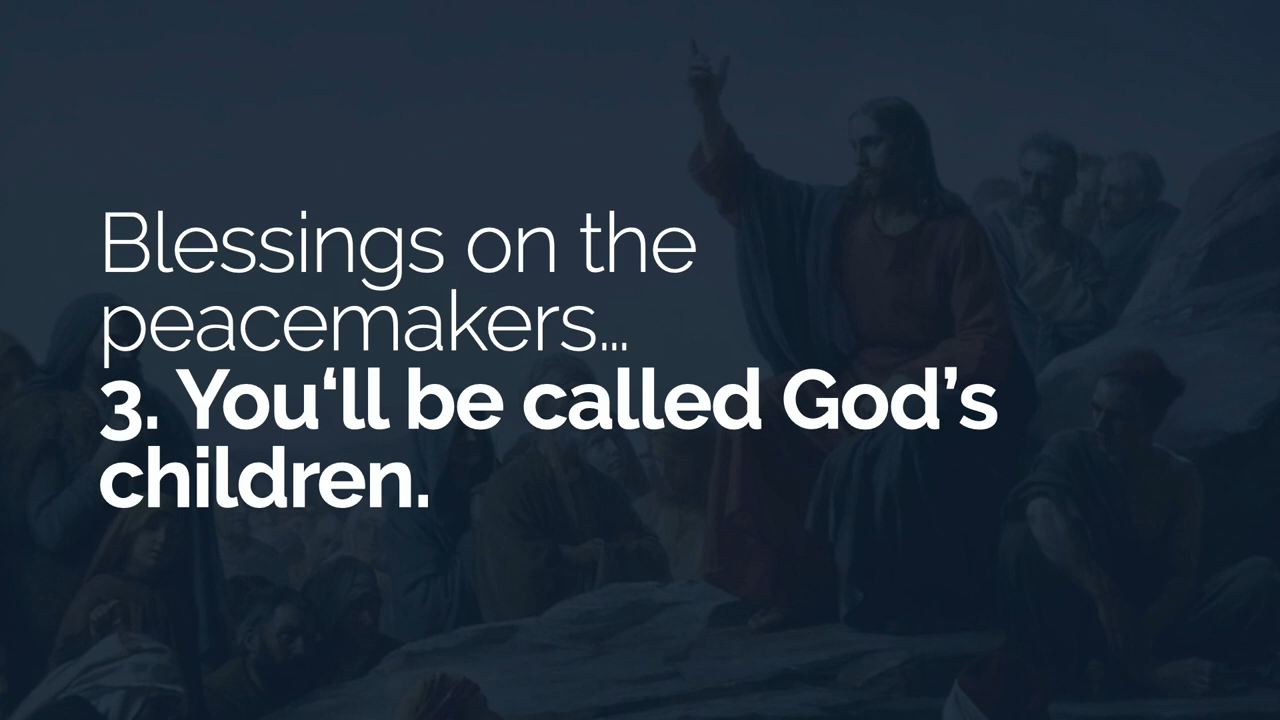 Blessings on the
peacemakers…
3. You‘ll be called God’s
children.